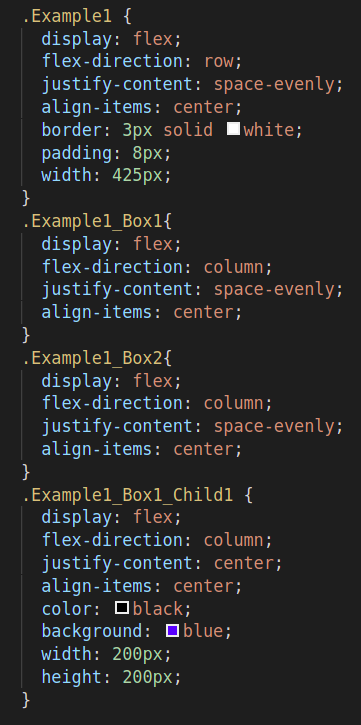 .Example1 {
  display: flex;
  flex-direction: row;
  justify-content: space-evenly;
  align-items: center;
  border: 3px solid white;
  padding: 8px;
  width: 425px;
}
.Example1_Box1{
  display: flex;
  flex-direction: column;
  justify-content: space-evenly;
  align-items: center;
}
.Example1_Box2{
  display: flex;
  flex-direction: column;
  justify-content: space-evenly;
  align-items: center;
}
.Example1_Box1_Child1 {
  display: flex;
  flex-direction: column;
  justify-content: center;
  align-items: center;
  color: black;
  background: blue;
  width: 200px;
  height: 200px;
}